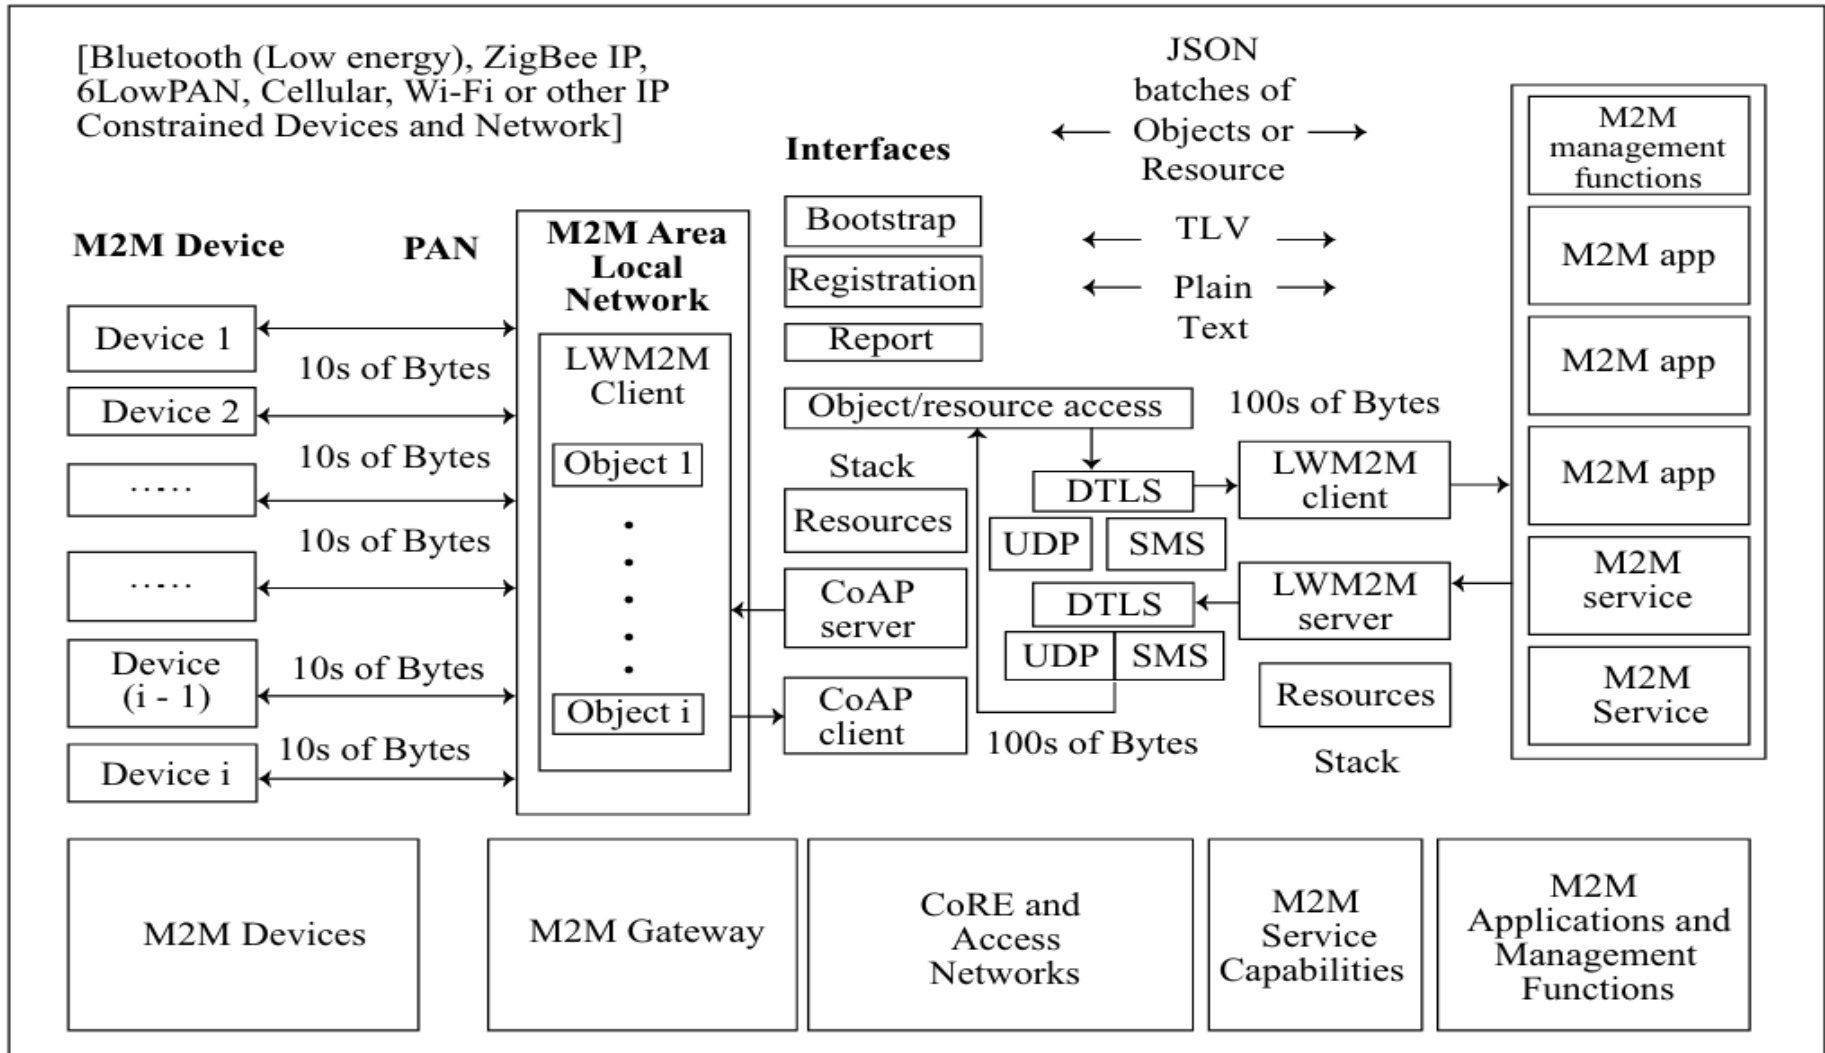 [Bluetooth (Low energy), ZigBee IP,
6LowPAN, Cellular, Wi-Fi or other IP
Constrained Devices and Network]
M2M Device
PAN
Device 1
10s of Bytes
Device 2
10s of Bytes
......
10s of Bytes
......
Device
(i - 1)
10s of Bytes
10s of Bytes
Device i
M2M Area
Local
Network
LWM2M
Client
Object 1
Object i
Interfaces
Bootstrap
Registration
Report
Object/resource access
Stack
Resources
CoAP
server
CoAP
client
JSON
batches of
Objects or
Resource
TLV
Plain
Text
100s of Bytes
DTLS
UDP
SMS
DTLS
UDP
SMS
100s of Bytes
LWM2M
client
LWM2M
server
Resources
Stack
M2M
management
functions
M2M app
M2M app
M2M app
M2M
service
M2M
Service
M2M Devices
M2M Gateway
CoRE and
Access
Networks
M2M
Service
Capabilities
M2M
Applications and
Management
Functions